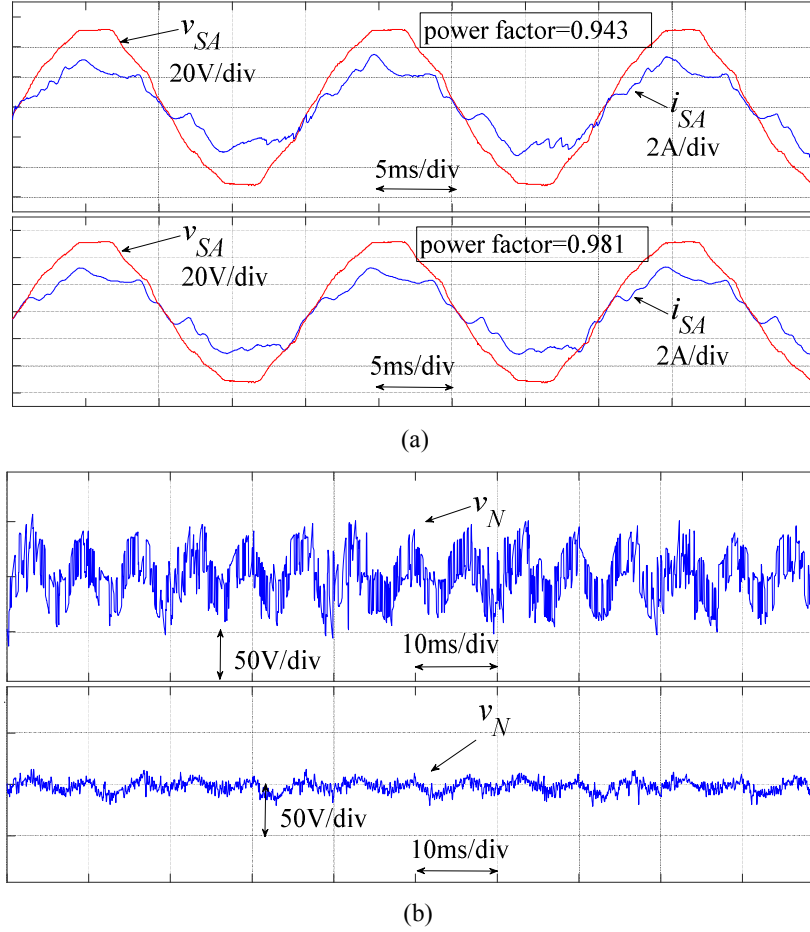 v_SA
20V/div
power factor=0.943
i_SA
2A/div
5ms/div
v_SA
20V/div
power factor=0.981
i_SA
2A/div
5ms/div
(a)
v_N
50V/div
10ms/div
v_N
50V/div
10ms/div
(b)